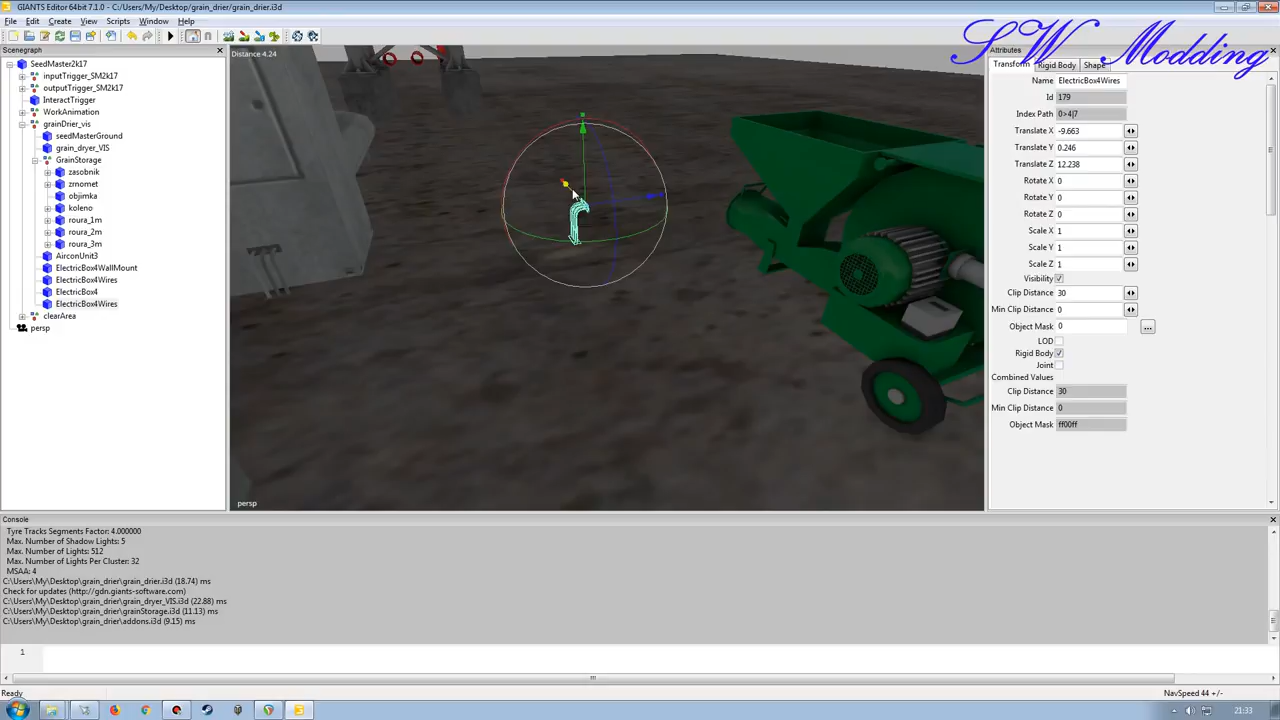 GIANTS Editor 64bit 7.1.0 - C:/Users/My/Desktop/grain_drier/grain_drier.i3d
File Edit Create View Scripts Window Help
SW Modding
Scenegraph
SeedMaster2k17
inputTrigger_SM2k17
outputTrigger_SM2k17
InteractTrigger
WorkAnimation
grainDrier_vis
seedMasterGround
grain_dryer_VIS
GrainStorage
zasobnik
zrnomet
objimka
koleno
roura_1m
roura_2m
roura_3m
AirconUnit3
ElectricBox4WallMount
ElectricBox4Wires
ElectricBox4
ElectricBox4Wires
clearArea
persp
Distance 4.24
persp
Attributes
Transform Rigid Body Shape
Name ElectricBox4Wires
Id 179
Index Path 0>4|7
Translate X -9.663
Translate Y 0.246
Translate Z 12.238
Rotate X 0
Rotate Y 0
Rotate Z 0
Scale X 1
Scale Y 1
Scale Z 1
Visibility
Clip Distance 30
Min Clip Distance 0
Object Mask 0 ...
LOD
Rigid Body
Joint
Combined Values
Clip Distance 30
Min Clip Distance 0
Object Mask ff00ff
Console
Tyre Tracks Segments Factor: 4.000000
Max. Number of Shadow Lights: 5
Max. Number of Lights: 512
Max. Number of Lights Per Cluster: 32
MSAA: 4
C:\Users\My\Desktop\grain_drier\grain_drier.i3d (18.74) ms
Check for updates (http://gdn.giants-software.com)
C:\Users\My\Desktop\grain_drier\grain_dryer_VIS.i3d (22.88) ms
C:\Users\My\Desktop\grain_drier\grainStorage.i3d (11.13) ms
C:\Users\My\Desktop\grain_drier\addons.i3d (9.15) ms
1
Ready
NavSpeed 44 +/-
21:33